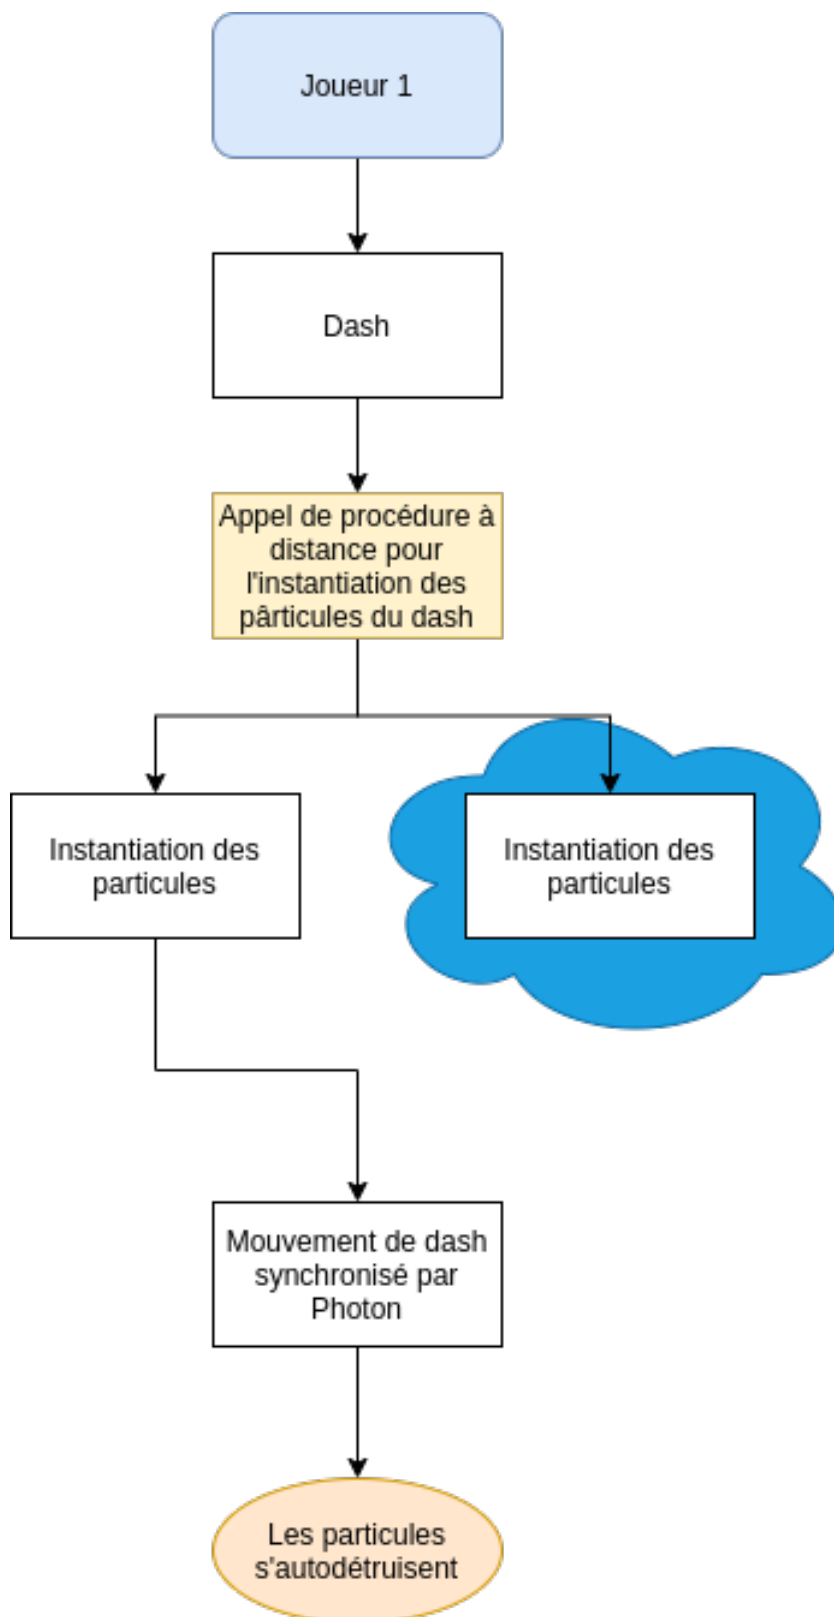 Joueur 1
Dash
Appel de procédure à
distance pour
l'instantiation des
pârticules du dash
Instantiation des
particules
Instantiation des
particules
Mouvement de dash
synchronisé par
Photon
Les particules
s'autodétruisent